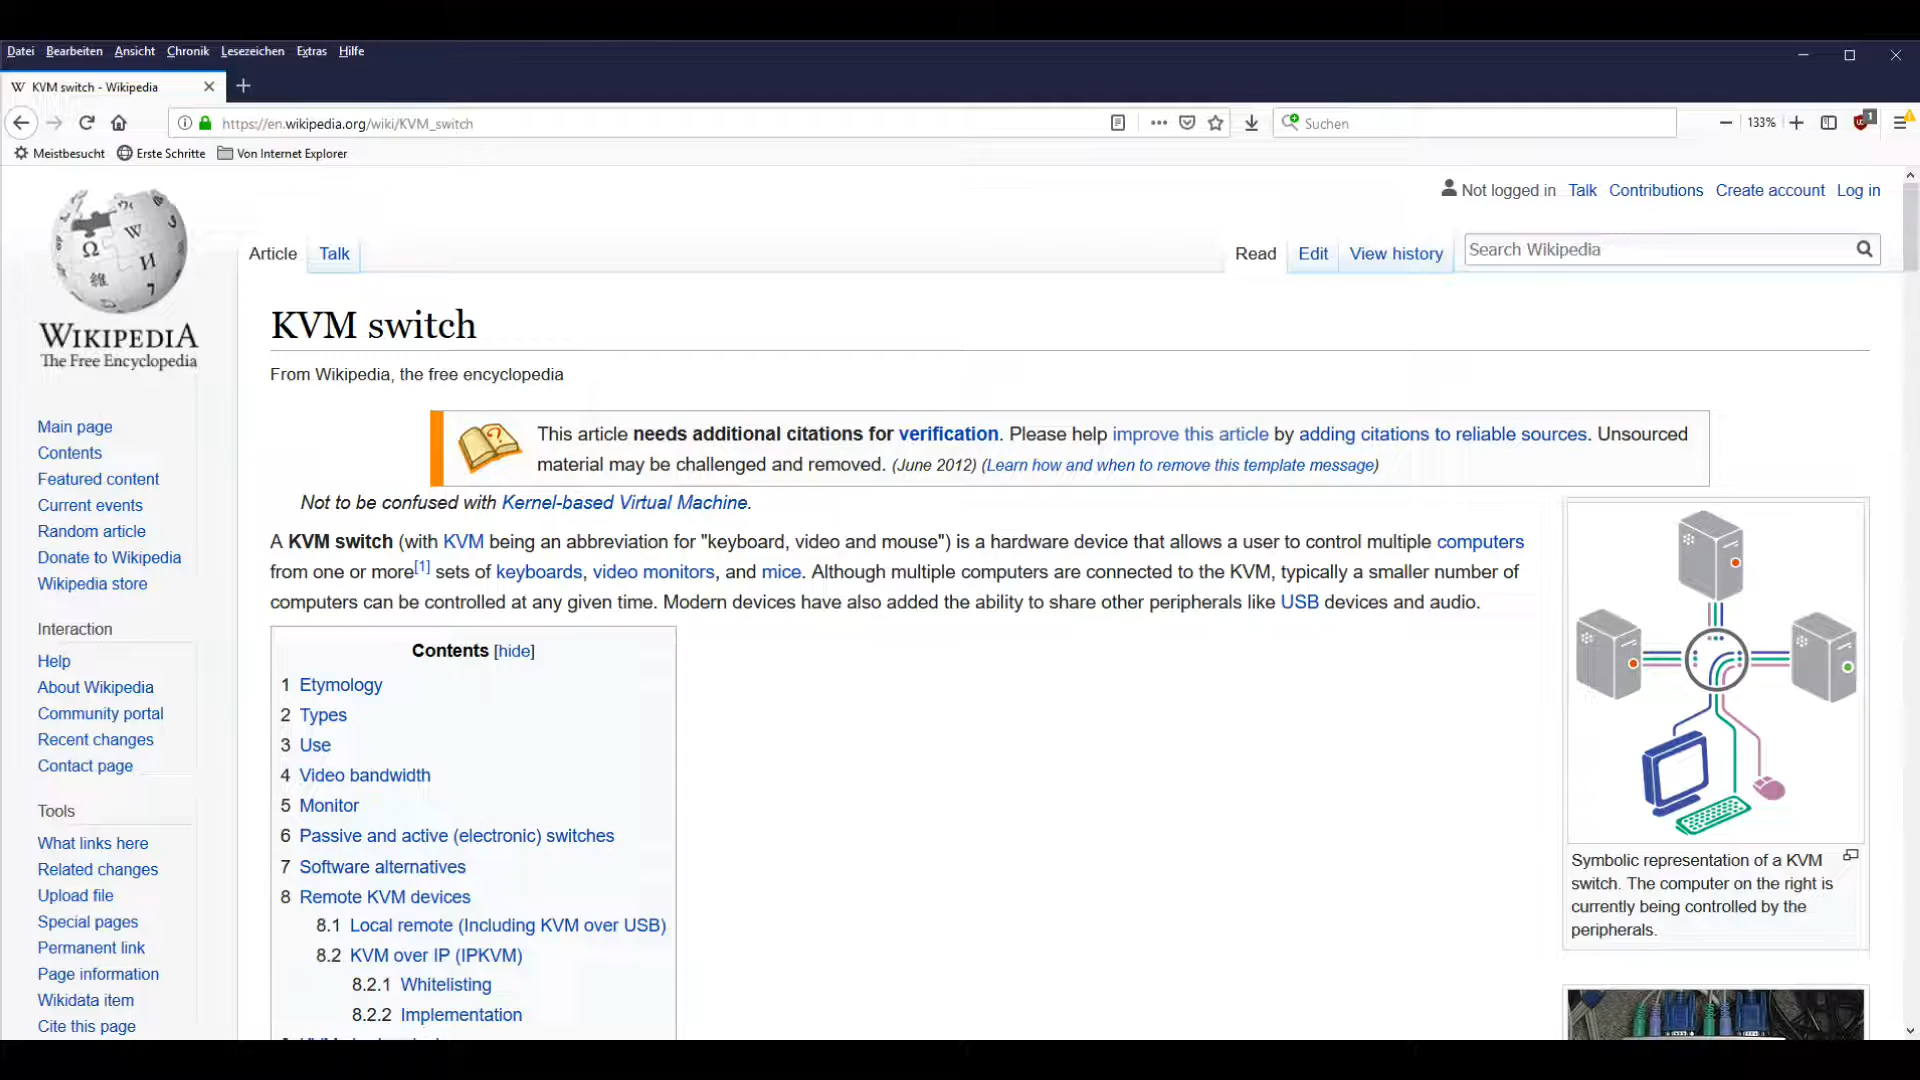 Datei Bearbeiten Ansicht Chronik Lesezeichen Extras Hilfe
W KVM switch - Wikipedia
https://en.wikipedia.org/wiki/KVM_switch
Suchen
133%
1
Meistbesucht Erste Schritte Von Internet Explorer
Not logged in Talk Contributions Create account Log in
Article Talk
Read Edit View history
Search Wikipedia
WIKIPEDIA
The Free Encyclopedia
Main page
Contents
Featured content
Current events
Random article
Donate to Wikipedia
Wikipedia store
Interaction
Help
About Wikipedia
Community portal
Recent changes
Contact page
Tools
What links here
Related changes
Upload file
Special pages
Permanent link
Page information
Wikidata item
Cite this page
KVM switch
From Wikipedia, the free encyclopedia
This article needs additional citations for verification. Please help improve this article by adding citations to reliable sources. Unsourced
material may be challenged and removed. (June 2012) (Learn how and when to remove this template message)
Not to be confused with Kernel-based Virtual Machine.
A KVM switch (with KVM being an abbreviation for "keyboard, video and mouse") is a hardware device that allows a user to control multiple computers
from one or more[1] sets of keyboards, video monitors, and mice. Although multiple computers are connected to the KVM, typically a smaller number of
computers can be controlled at any given time. Modern devices have also added the ability to share other peripherals like USB devices and audio.
Contents [hide]
1 Etymology
2 Types
3 Use
4 Video bandwidth
5 Monitor
6 Passive and active (electronic) switches
7 Software alternatives
8 Remote KVM devices
8.1 Local remote (Including KVM over USB)
8.2 KVM over IP (IPKVM)
8.2.1 Whitelisting
8.2.2 Implementation
Symbolic representation of a KVM
switch. The computer on the right is
currently being controlled by the
peripherals.